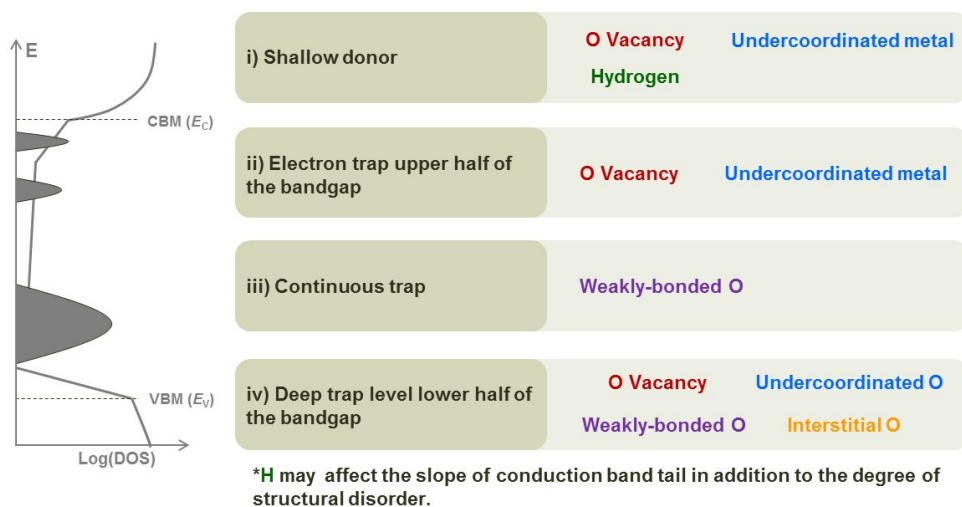 E
CBM (EC)
VBM (EV)
Log(DOS)
i) Shallow donor
O Vacancy
Undercoordinated metal
Hydrogen
ii) Electron trap upper half of
the bandgap
O Vacancy
Undercoordinated metal
iii) Continuous trap
Weakly-bonded O
iv) Deep trap level lower half of
the bandgap
O Vacancy
Undercoordinated O
Weakly-bonded O
Interstitial O
*H may affect the slope of conduction band tail in addition to the degree of
structural disorder.